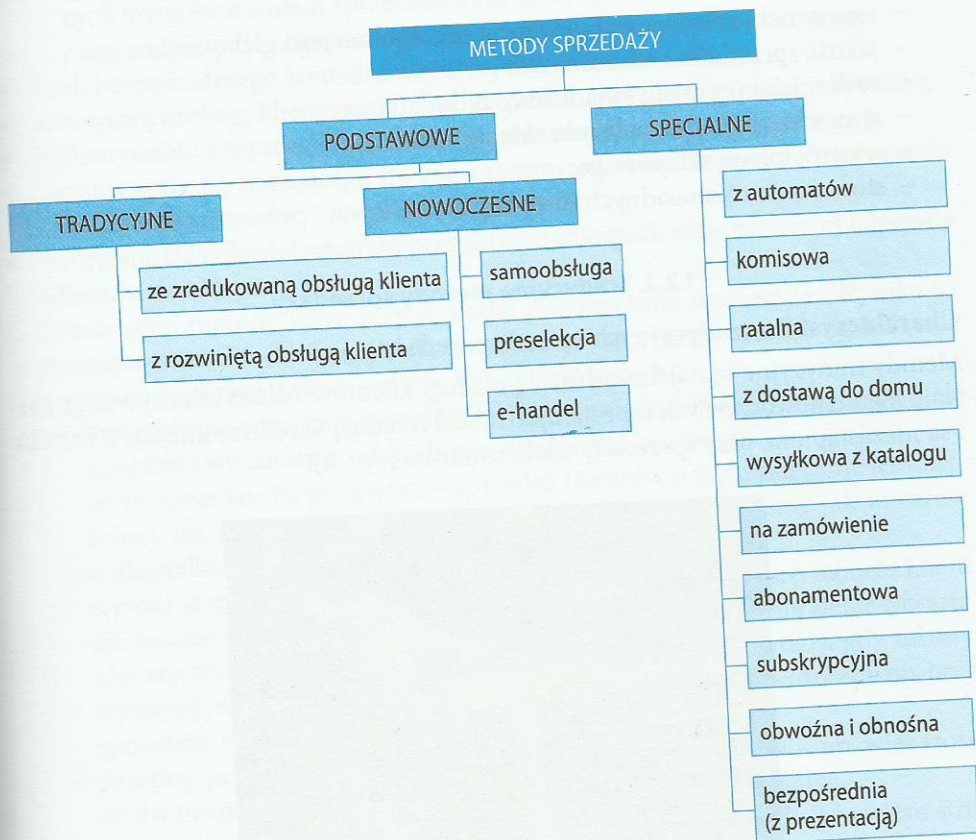 METODY SPRZEDAŻY
PODSTAWOWE
SPECJALNE
TRADYCYJNE
NOWOCZESNE
ze zredukowaną obsługą klienta
z rozwiniętą obsługą klienta
samoobsługa
preselekcja
e-handel
z automatów
komisowa
ratalna
z dostawą do domu
wysyłkowa z katalogu
na zamówienie
abonamentowa
subskrypcyjna
obwoźna i obnośna
bezpośrednia
(z prezentacją)